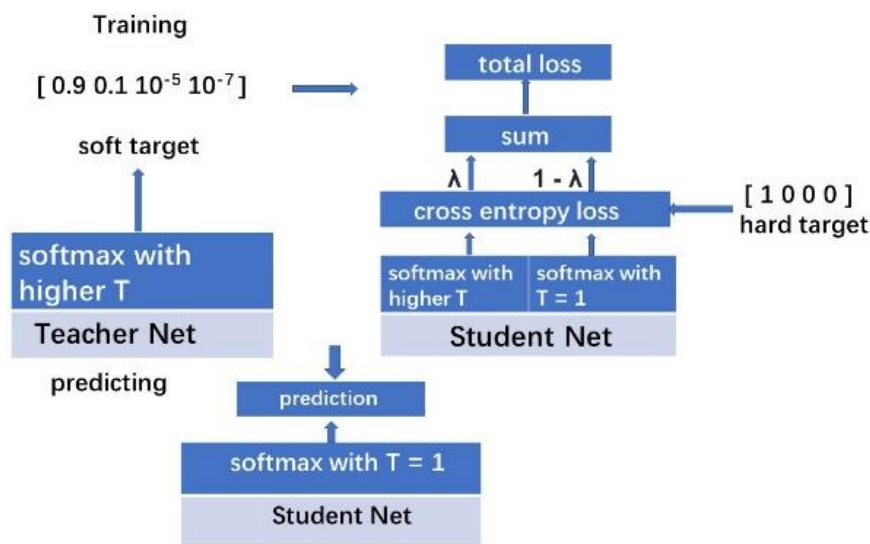 Training
[ 0.9 0.1 10⁻⁵ 10⁻⁷ ]
soft target
softmax with
higher T
Teacher Net
total loss
sum
λ
1 - λ
cross entropy loss
[ 1 0 0 0 ]
hard target
softmax with
higher T
softmax with
T = 1
Student Net
predicting
prediction
softmax with T = 1
Student Net